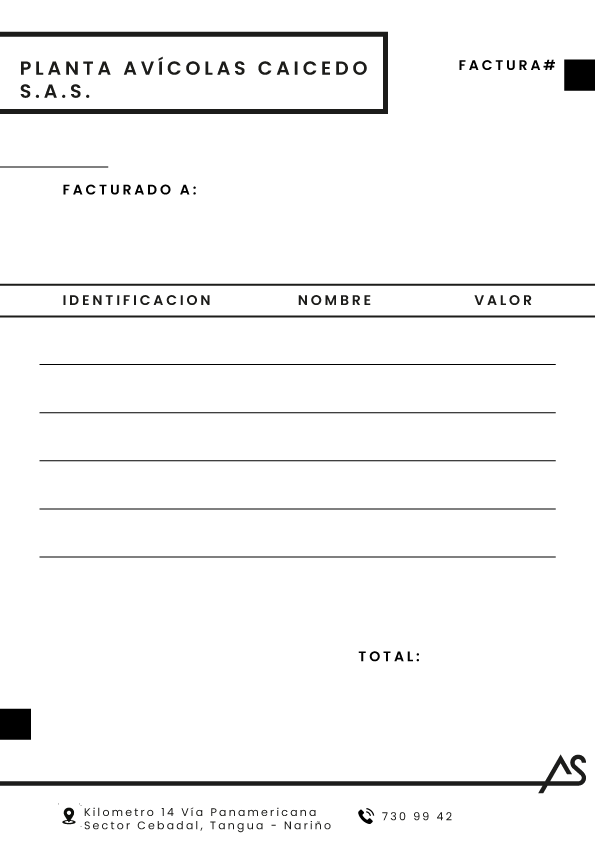 PLANTA AVÍCOLAS CAICEDO
S.A.S.
FACTURA#
FACTURADO A:
IDENTIFICACION NOMBRE VALOR
TOTAL:
AS
Kilometro 14 Vía Panamericana
Sector Cebadal, Tangua - Nariño
730 99 42